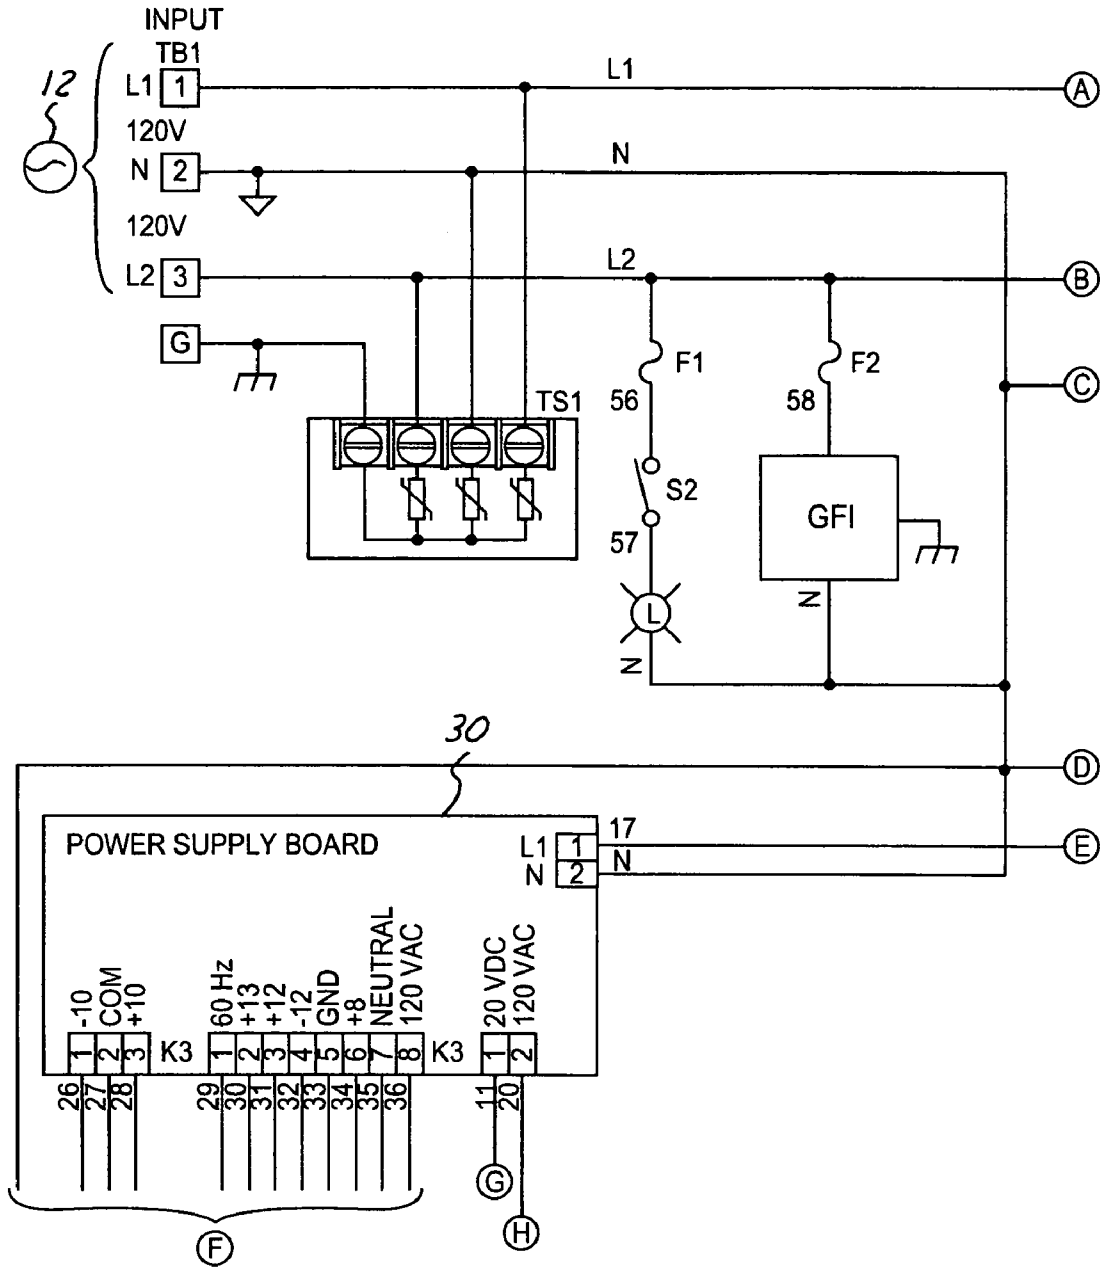 INPUT
TB1
12
L1 1 L1 A
120V
N 2 N
120V
L2 3 L2 B
G
F1 F2 C
TS1
56 58
S2
GFI
57
L
N N
30
D
POWER SUPPLY BOARD
17
L1 1 E
N 2 N
-10 COM +10 60 Hz +13 +12 -12 GND +8 NEUTRAL 120 VAC 20 VDC 120 VAC
1 2 3 K3 1 2 3 4 5 6 7 8 K3 1 2
26 27 28 29 30 31 32 33 34 35 36 11 20
G
H
F